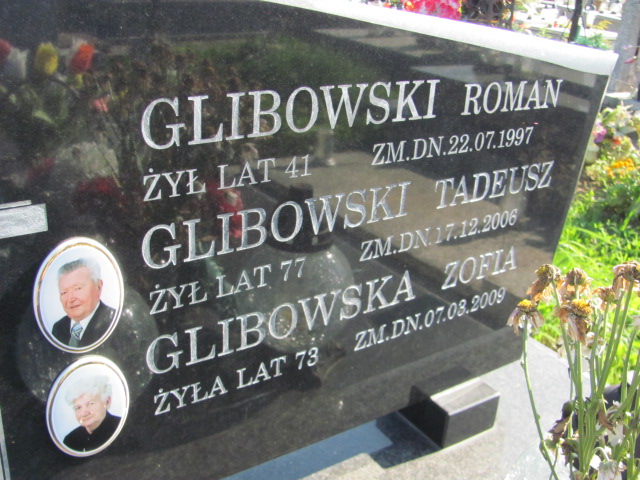 GLIBOWSKI ROMAN
ŻYŁ LAT 41 ZM.DN.22.07.1997
GLIBOWSKI TADEUSZ
ŻYŁ LAT 77 ZM.DN.17.12.2006
GLIBOWSKA ZOFIA
ŻYŁA LAT 73 ZM.DN.07.03.2009